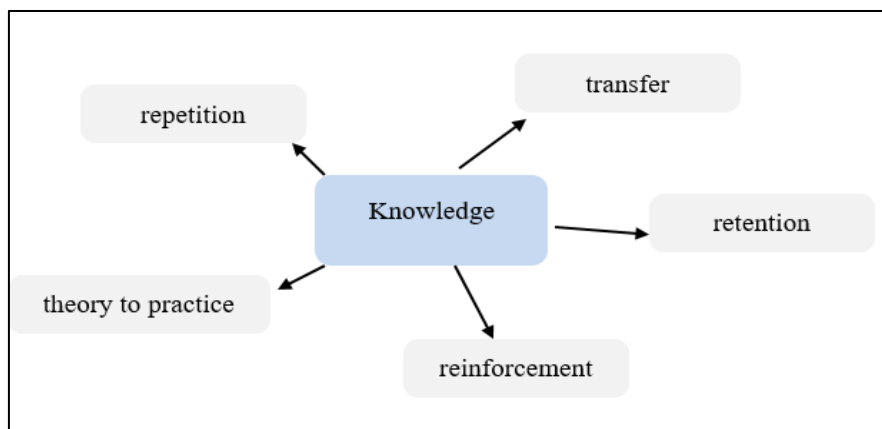 transfer
repetition
Knowledge
retention
theory to practice
reinforcement